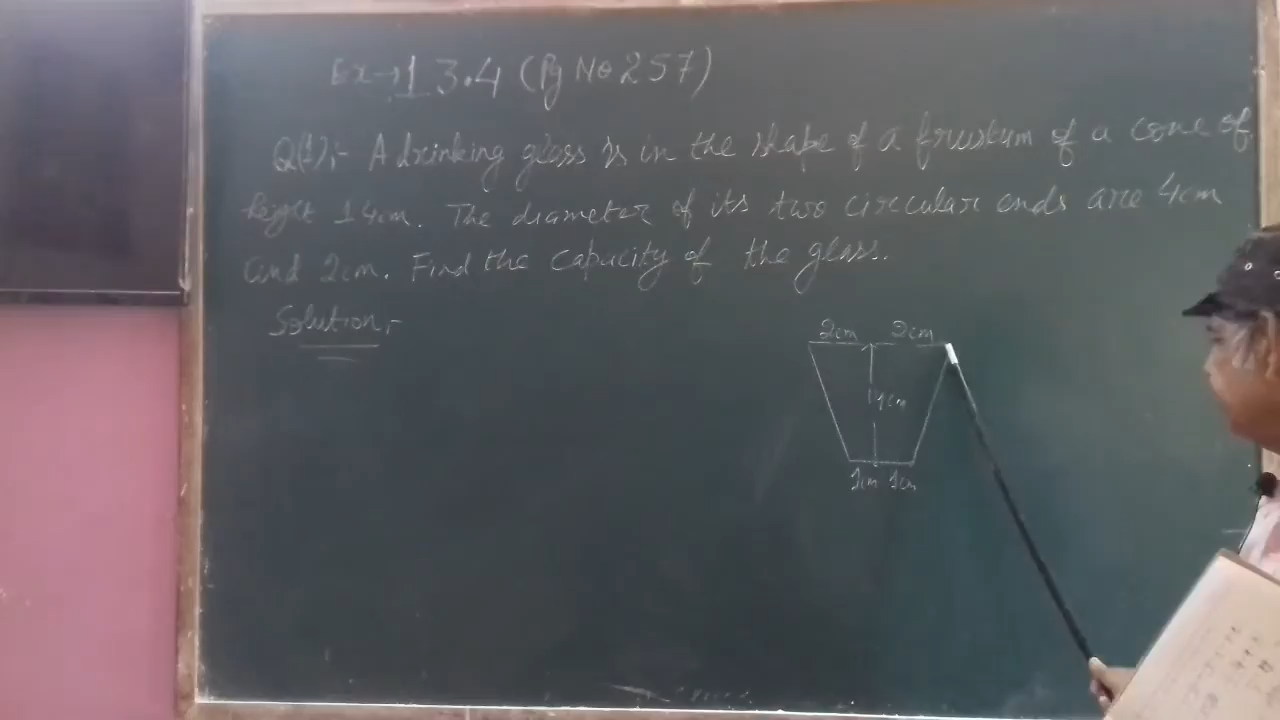 Ex→13.4 (Pg No 257)
Q(1):- A drinking glass is in the shape of a frustum of a cone of
height 14cm. The diameter of its two circular ends are 4cm
and 2cm. Find the capacity of the glass.
Solution:-
2cm 2cm
14cm
1cm 1cm